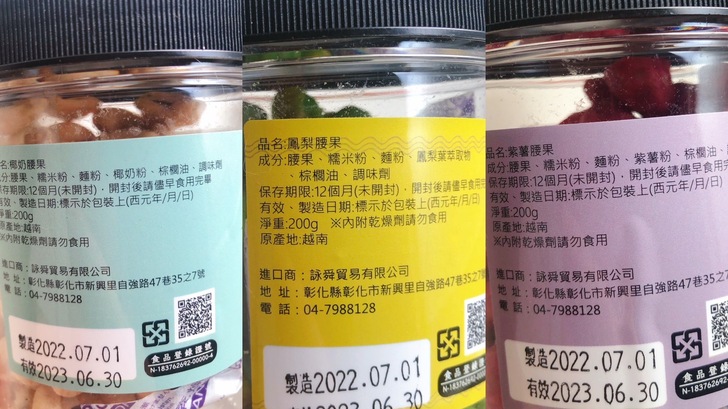 名:椰奶腰果
成分:腰果、糯米粉、麵粉、椰奶粉、棕櫚油、調味劑
保存期限:12個月(未開封)，開封後請儘早食用完畢
有效、製造日期:標示於包裝上(西元年/月/日)
淨重:200g
原產地:越南
※內附乾燥劑請勿食用
進口商：詠舜貿易有限公司
地 址：彰化縣彰化市新興里自強路47巷35之7號
電 話：04-7988128
食品登錄證號
N-183762692-00000-4
製造2022.07.01
有效2023.06.30
品名:鳳梨腰果
成分:腰果、糯米粉、麵粉、鳳梨葉萃取物
、棕櫚油、調味劑
保存期限:12個月(未開封)，開封後請儘早食用完
有效、製造日期:標示於包裝上(西元年/月/日)
淨重:200g ※內附乾燥劑請勿食用
原產地:越南
進口商：詠舜貿易有限公司
地 址：彰化縣彰化市新興里自強路47巷35之7號
電 話：04-7988128
食品登錄
N-183762692
製造2022.07.01
品名:紫薯腰果
成分:腰果、糯米粉、麵粉、紫薯粉、棕櫚油、
保存期限:12個月(未開封)，開封後請儘早食用
有效、製造日期:標示於包裝上(西元年/月/日)
淨重:200g
原產地:越南
※內附乾燥劑請勿食用
進口商：詠舜貿易有限公司
地 址：彰化縣彰化市新興里自強路47巷35之7號
電 話：04-7988128
製造2022.07.01
有效2023.06.30